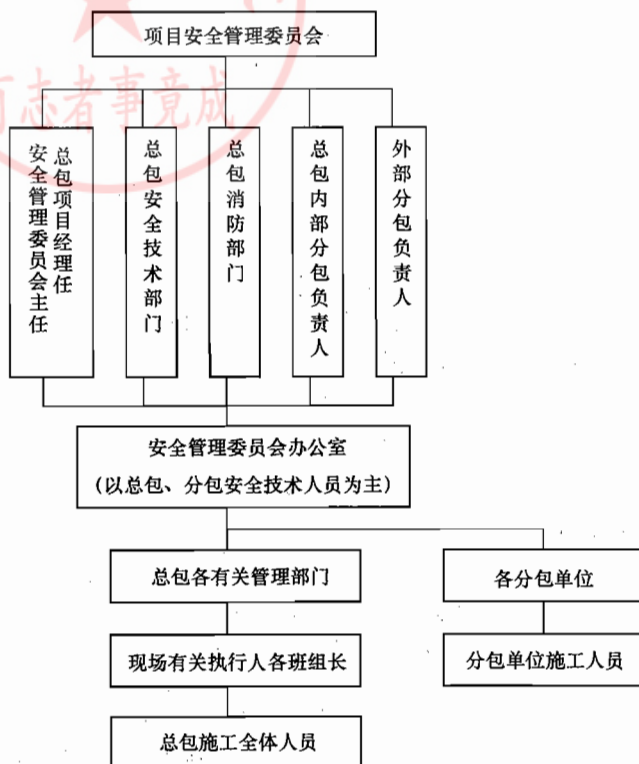 项目安全管理委员会
有志者事竟成
总包项目经理任
安全管理委员会主任
总包安全技术部门
总包消防部门
总包内部分包负责人
外部分包负责人
安全管理委员会办公室
(以总包、分包安全技术人员为主)
总包各有关管理部门
各分包单位
现场有关执行人各班组长
分包单位施工人员
总包施工全体人员